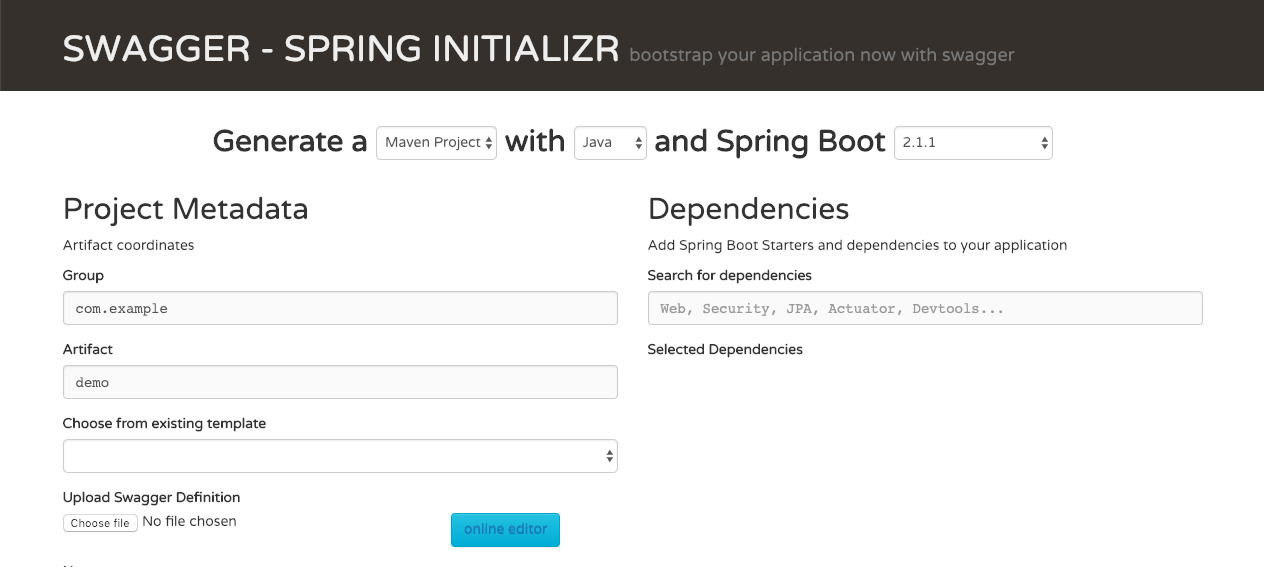 SWAGGER - SPRING INITIALIZR bootstrap your application now with swagger
Generate a Maven Project with Java and Spring Boot 2.1.1
Project Metadata
Artifact coordinates
Group
com.example
Artifact
demo
Choose from existing template
Upload Swagger Definition
Choose file No file chosen
online editor
Dependencies
Add Spring Boot Starters and dependencies to your application
Search for dependencies
Web, Security, JPA, Actuator, Devtools...
Selected Dependencies